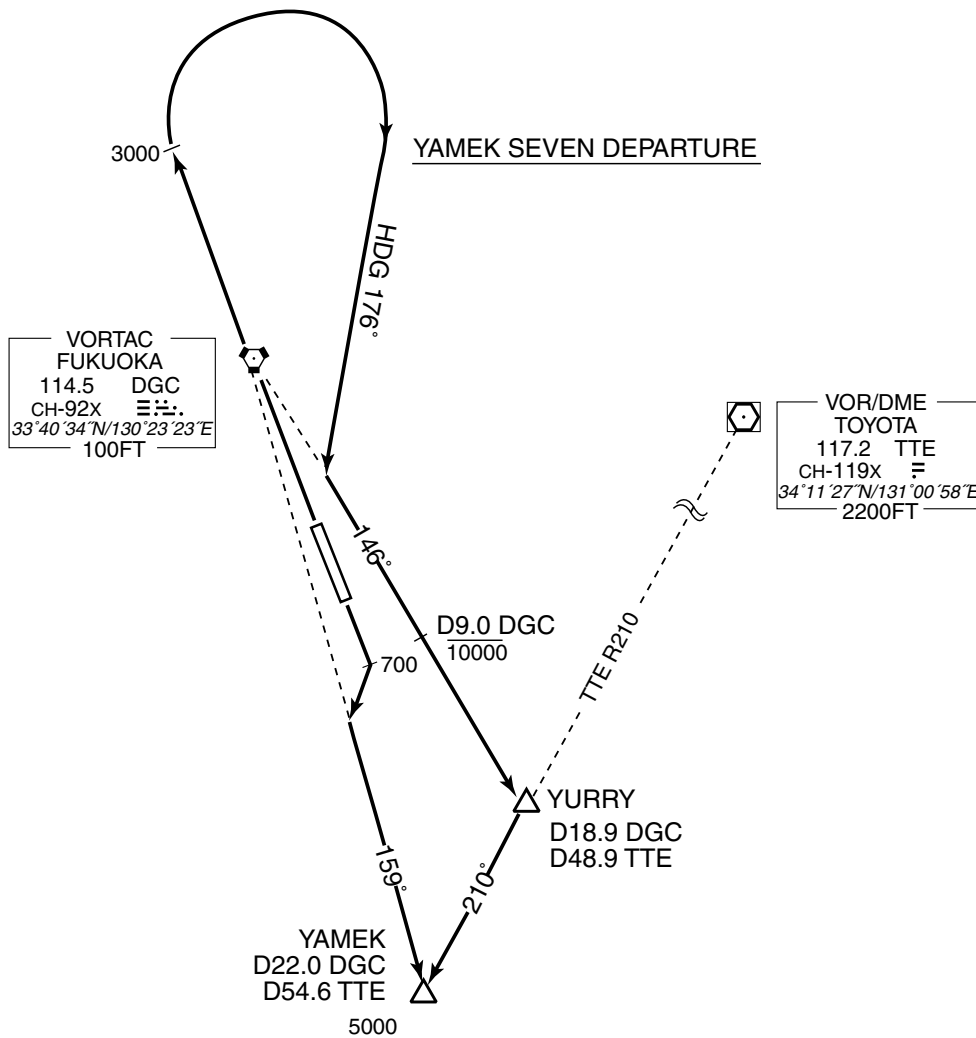 3000
YAMEK SEVEN DEPARTURE
HDG 176°
VORTAC
FUKUOKA
114.5 DGC
CH-92X
33°40´34˝N/130°23´23˝E
100FT
VOR/DME
TOYOTA
117.2 TTE
CH-119X
34°11´27˝N/131°00´58˝E
2200FT
146°
D9.0 DGC
10000
700
TTE R210
YURRY
D18.9 DGC
D48.9 TTE
159°
210°
YAMEK
D22.0 DGC
D54.6 TTE
5000